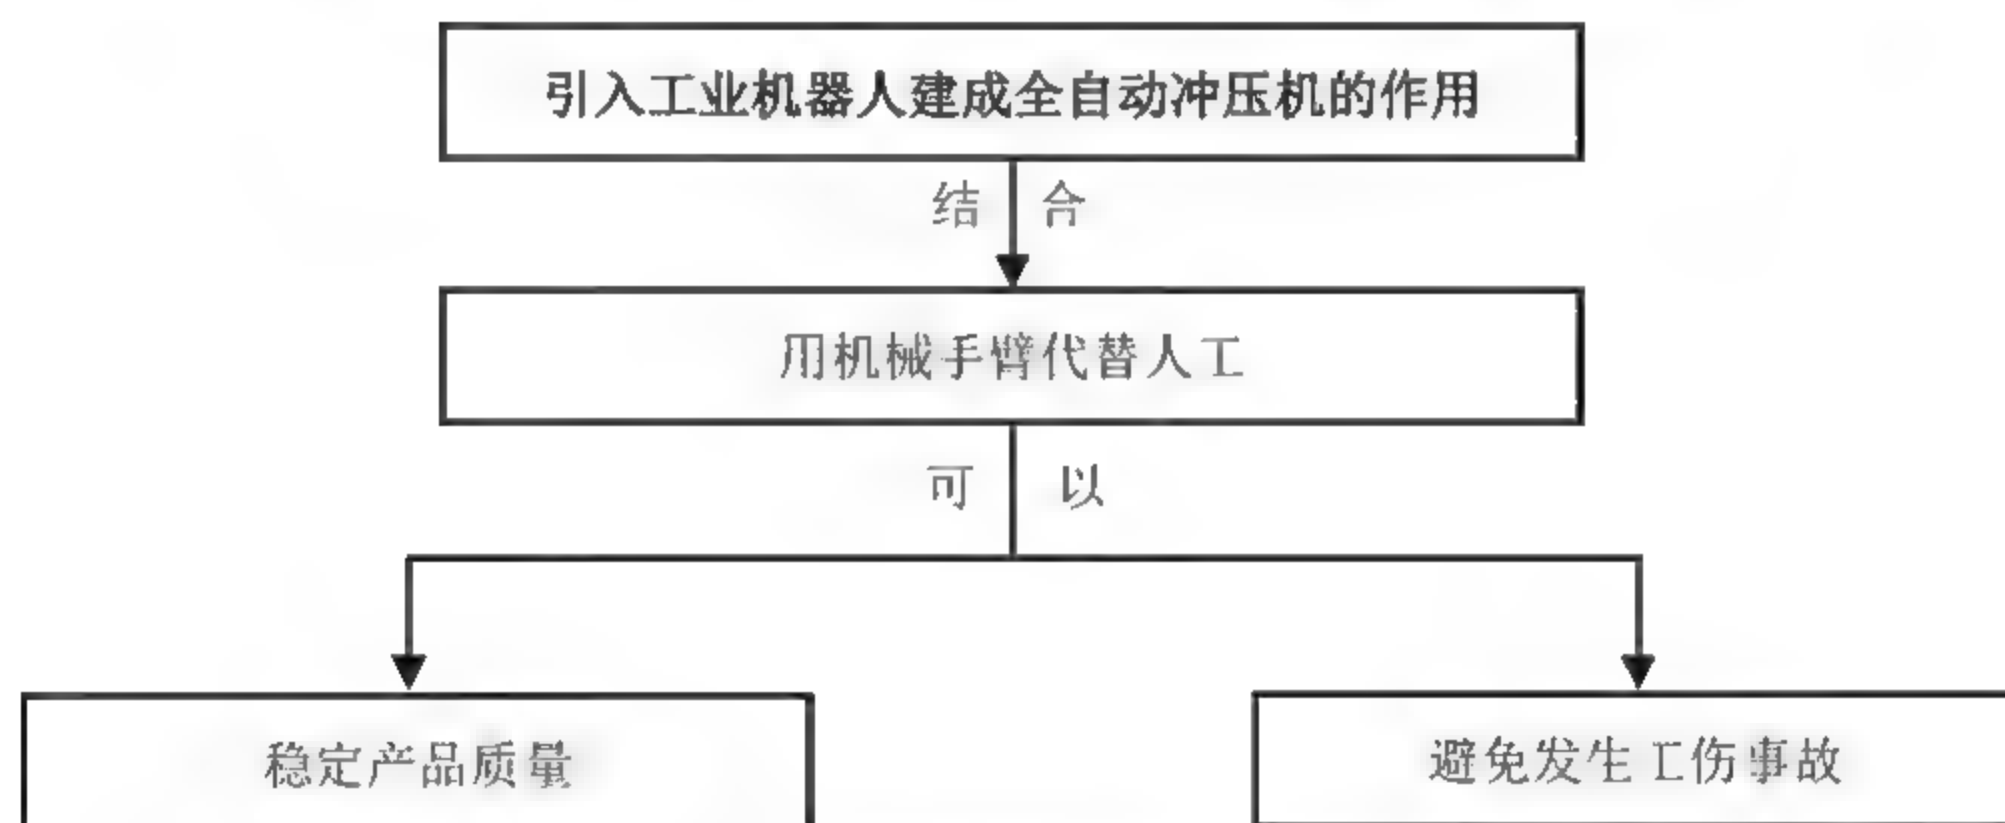 引入工业机器人建成全自动冲压机的作用
结 合
用机械手臂代替人工
可 以
稳定产品质量
避免发生工伤事故